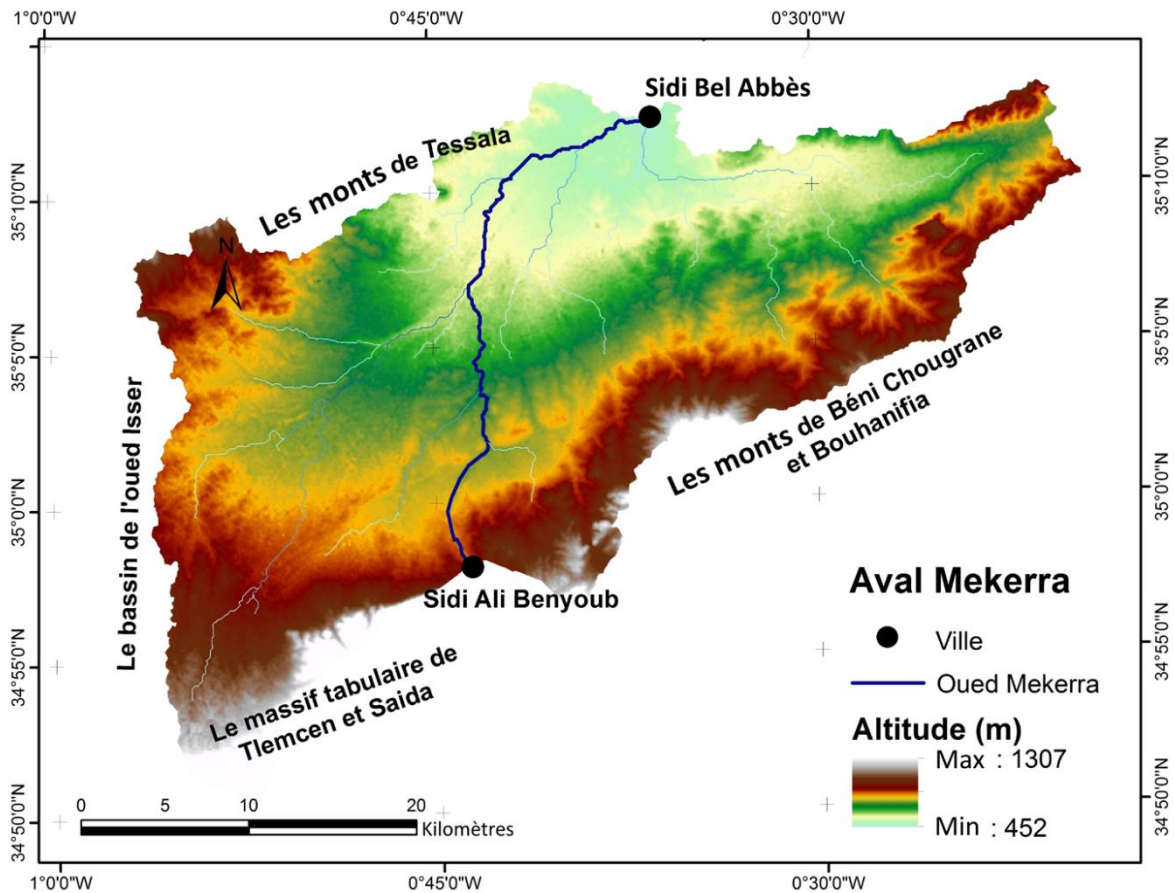 1°0'0"W
0°45'0"W
0°30'0"W
Sidi Bel Abbès
Les monts de Tessala
35°10'0"N
35°10'0"N
N
35°5'0"N
35°5'0"N
Le bassin de l'oued Isser
Les monts de Béni Chougrane
et Bouhanifia
35°0'0"N
35°0'0"N
Sidi Ali Benyoub
Aval Mekerra
Ville
Oued Mekerra
34°55'0"N
34°55'0"N
Le massif tabulaire de
Tlemcen et Saida
Altitude (m)
Max : 1307
Min : 452
0 5 10 20
Kilomètres
34°50'0"N
34°50'0"N
1°0'0"W
0°45'0"W
0°30'0"W